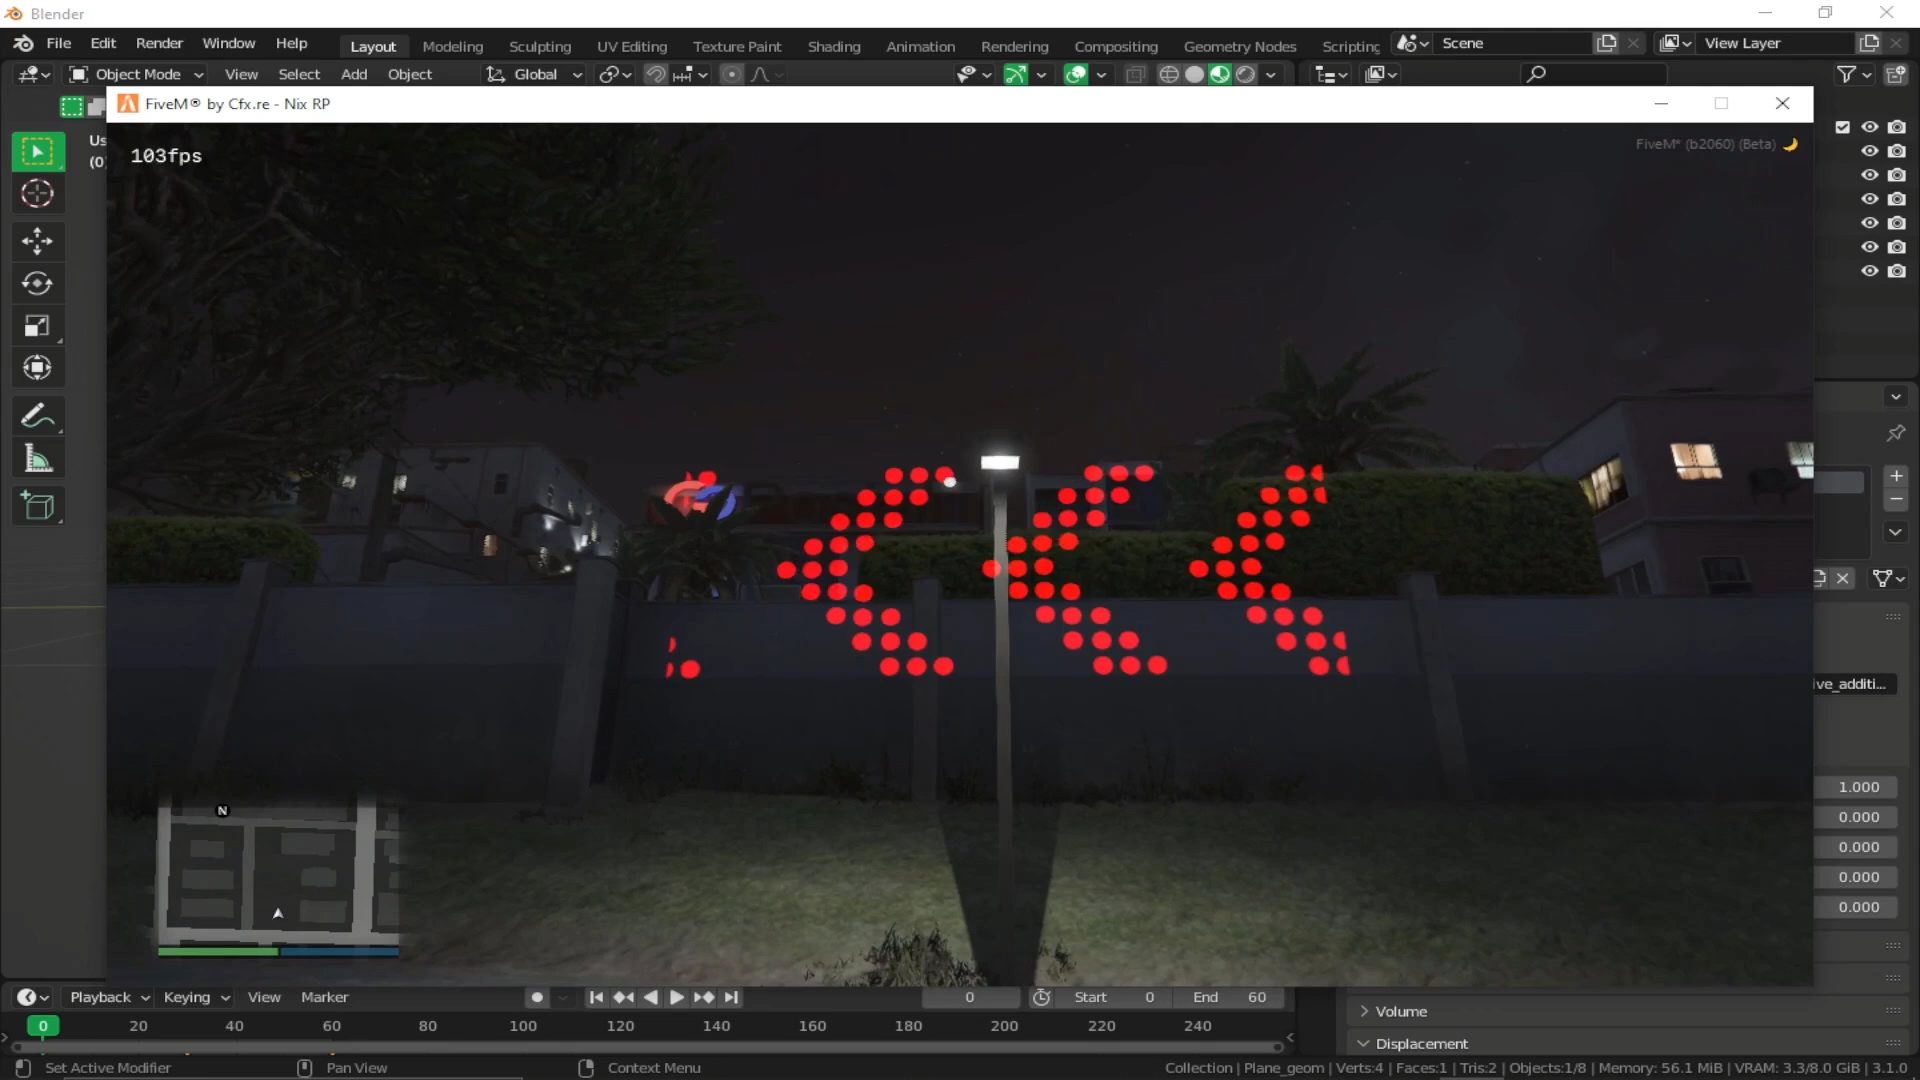 Blender
File Edit Render Window Help Layout Modeling Sculpting UV Editing Texture Paint Shading Animation Rendering Compositing Geometry Nodes Scripting Scene View Layer
Object Mode View Select Add Object Global
FiveM® by Cfx.re - Nix RP
Us
(0
103fps
FiveM* (b2060) (Beta)
ive_additi...
1.000
0.000
0.000
0.000
0.000
N
Playback Keying View Marker 0 Start 0 End 60
Volume
0 20 40 60 80 100 120 140 160 180 200 220 240
Displacement
Set Active Modifier Pan View Context Menu Collection | Plane_geom | Verts:4 | Faces:1 | Tris:2 | Objects:1/8 | Memory: 56.1 MiB | VRAM: 3.3/8.0 GiB | 3.1.0